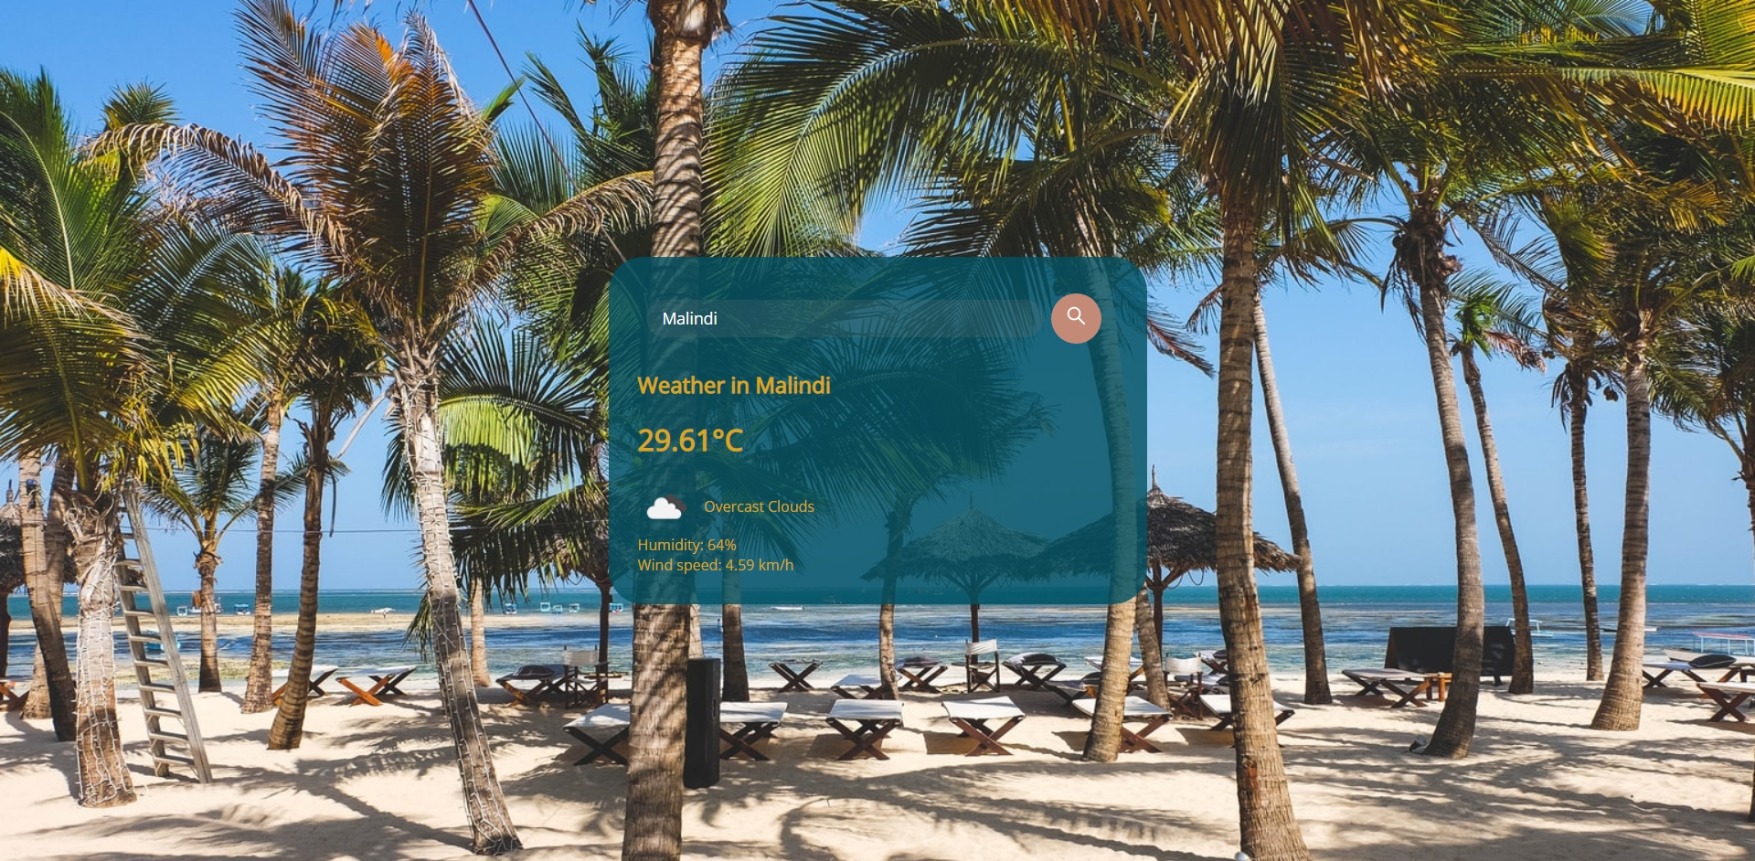 Malindi
Weather in Malindi
29.61°C
Overcast Clouds
Humidity: 64%
Wind speed: 4.59 km/h